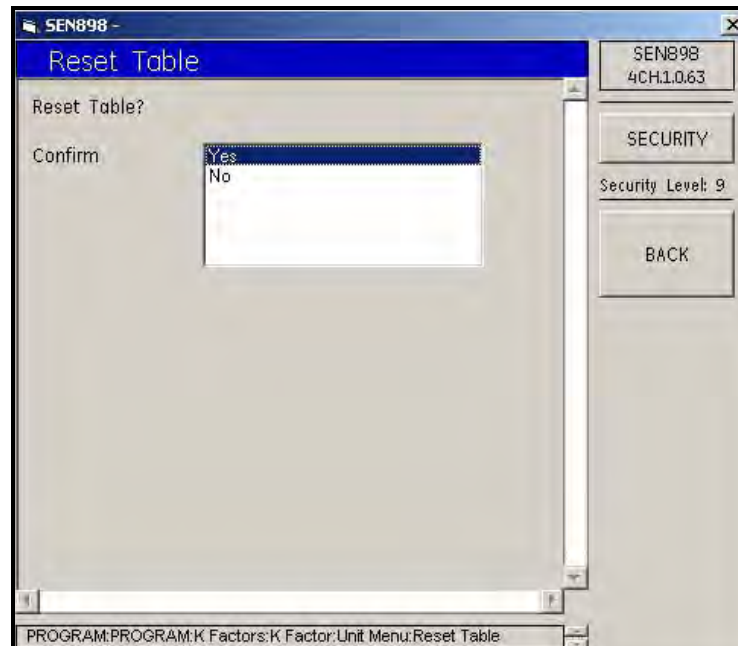 SEN898 -
Reset Table
SEN898
4CH.1.0.63
Reset Table?
Confirm
Yes
No
SECURITY
Security Level: 9
BACK
PROGRAM:PROGRAM:K Factors:K Factor:Unit Menu:Reset Table